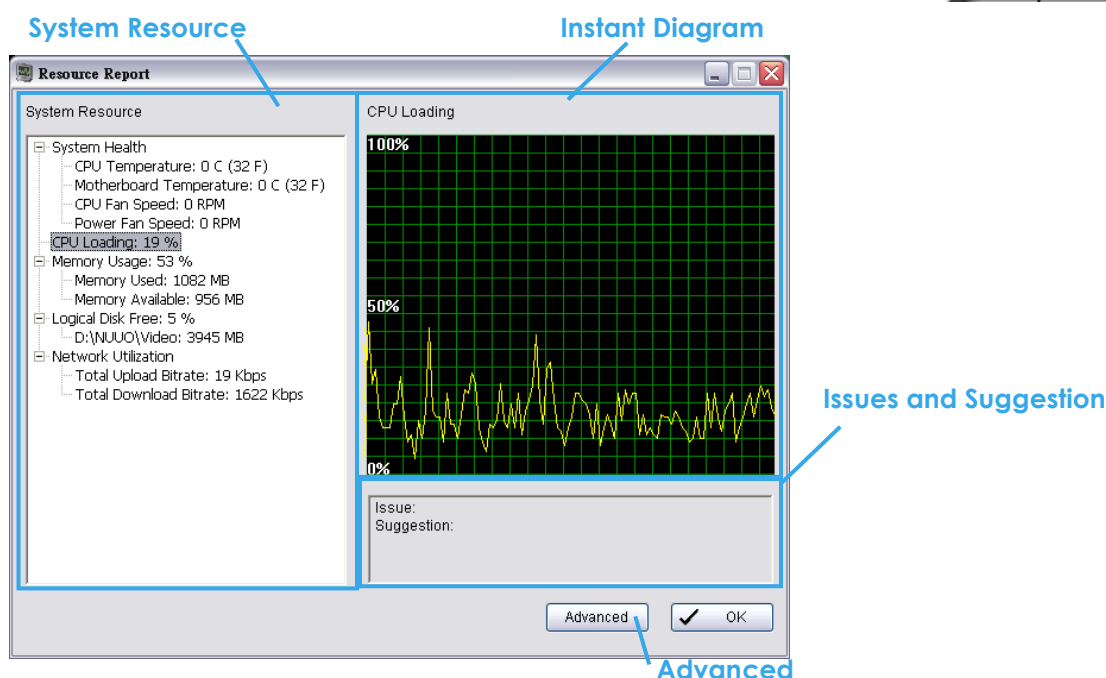 System Resource
Instant Diagram
Resource Report
System Resource
System Health
CPU Temperature: 0 C (32 F)
Motherboard Temperature: 0 C (32 F)
CPU Fan Speed: 0 RPM
Power Fan Speed: 0 RPM
CPU Loading: 19 %
Memory Usage: 53 %
Memory Used: 1082 MB
Memory Available: 956 MB
Logical Disk Free: 5 %
D:\NUUO\Video: 3945 MB
Network Utilization
Total Upload Bitrate: 19 Kbps
Total Download Bitrate: 1622 Kbps
CPU Loading
100%
50%
0%
Issues and Suggestion
Issue:
Suggestion:
Advanced
OK
Advanced